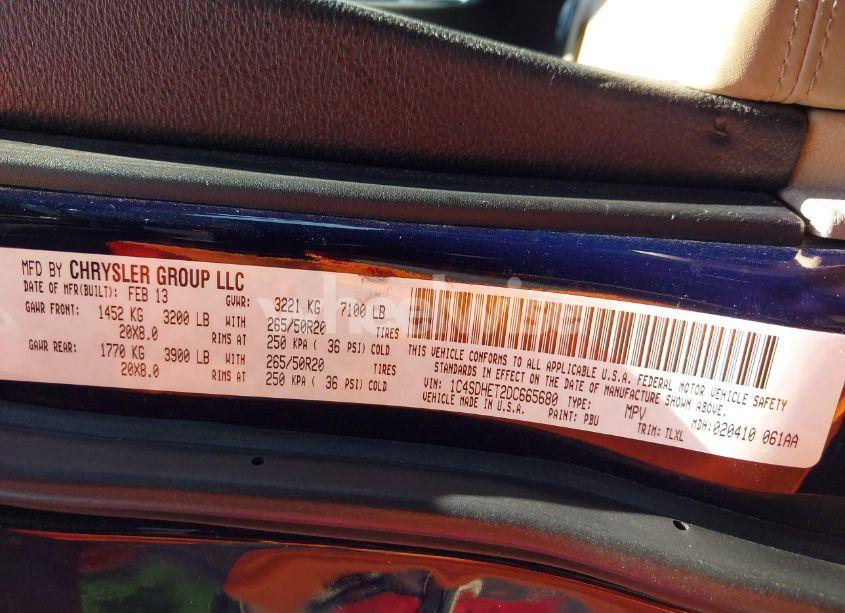 MFD BY CHRYSLER GROUP LLC
DATE OF MFR(BUILT): FEB 13 GVWR: 3221 KG 7100 LB
GAWR FRONT: 1452 KG 3200 LB WITH 265/50R20 TIRES
20X8.0 RIMS AT 250 KPA ( 36 PSI) COLD
GAWR REAR: 1770 KG 3900 LB WITH 265/50R20 TIRES
20X8.0 RIMS AT 250 KPA ( 36 PSI) COLD
THIS VEHICLE CONFORMS TO ALL APPLICABLE U.S.A. FEDERAL MOTOR VEHICLE SAFETY
STANDARDS IN EFFECT ON THE DATE OF MANUFACTURE SHOWN ABOVE.
VIN: 1C4SDHET2DC665680 TYPE: MPV
VEHICLE MADE IN U.S.A. PAINT: PBU TRIM: TLXL MDH:020410 061AA
wheelwise